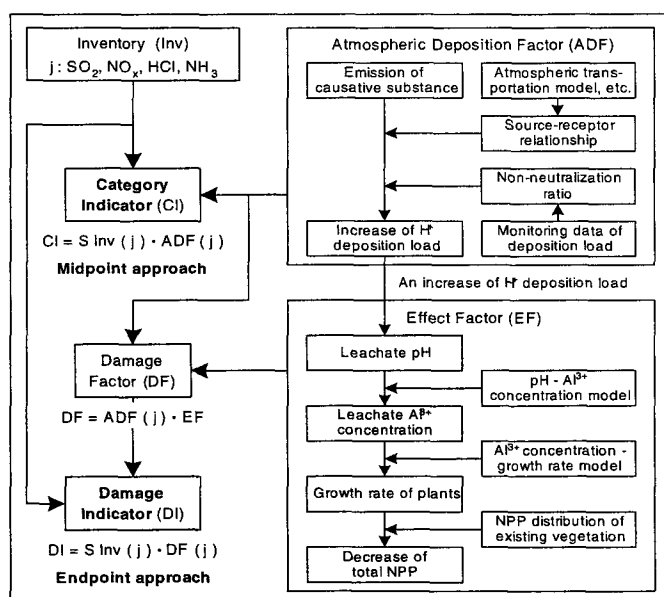 Inventory (Inv)
j : SO₂, NOₓ, HCl, NH₃
Category
Indicator (CI)
CI = S Inv ( j ) · ADF ( j )
Midpoint approach
Damage
Factor (DF)
DF = ADF ( j ) · EF
Damage
Indicator (DI)
DI = S Inv ( j ) · DF ( j )
Endpoint approach
Atmospheric Deposition Factor (ADF)
Emission of
causative substance
Atmospheric trans-
portation model, etc.
Source-receptor
relationship
Non-neutralization
ratio
Increase of H⁺
deposition load
Monitoring data of
deposition load
An increase of H⁺ deposition load
Effect Factor (EF)
Leachate pH
pH - Al³⁺
concentration model
Leachate Al³⁺
concentration
Al³⁺ concentration -
growth rate model
Growth rate of plants
NPP distribution of
existing vegetation
Decrease of
total NPP